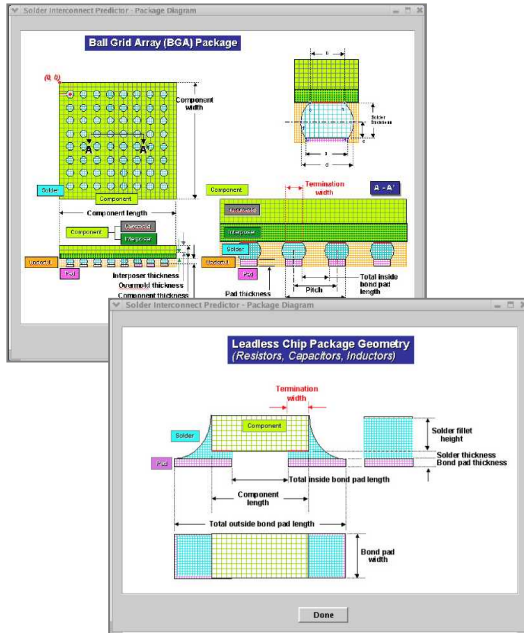 Solder Interconnect Predictor - Package Diagram
Ball Grid Array (BGA) Package
(0, 0)
Component
width
A
A'
Solder
Component
Component length
Component
Overmold
Interposer
Underfill
Pad
Interposer thickness
Overmold thickness
Component thickness
Solder
thickness
Component
Termination
width
A - A'
Overmold
Interposer
Solder
Underfill
Pad
Pad thickness
Pitch
Total inside
bond pad
length
Solder Interconnect Predictor - Package Diagram
Leadless Chip Package Geometry
(Resistors, Capacitors, Inductors)
Termination
width
Component
Solder
Pad
Solder fillet
height
Solder thickness
Bond pad thickness
Total inside bond pad length
Component
length
Total outside bond pad length
Bond pad
width
Done